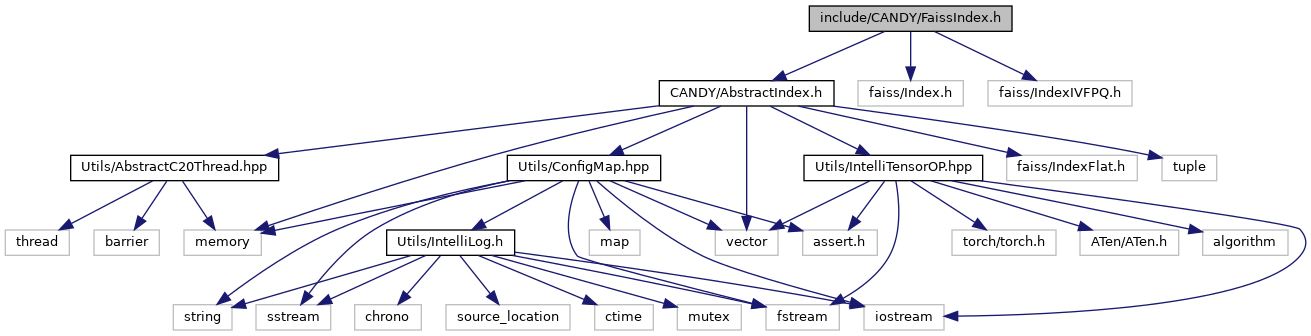 include/CANDY/FaissIndex.h
CANDY/AbstractIndex.h
faiss/Index.h
faiss/IndexIVFPQ.h
Utils/AbstractC20Thread.hpp
Utils/ConfigMap.hpp
Utils/IntelliTensorOP.hpp
faiss/IndexFlat.h
tuple
thread
barrier
memory
Utils/IntelliLog.h
map
vector
assert.h
torch/torch.h
ATen/ATen.h
algorithm
string
sstream
chrono
source_location
ctime
mutex
fstream
iostream